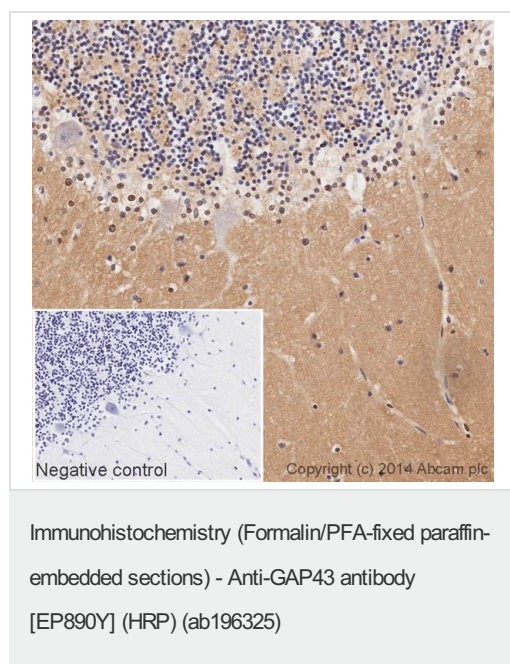 Negative control
Copyright (c) 2014 Abcam plc
Immunohistochemistry (Formalin/PFA-fixed paraffin-
embedded sections) - Anti-GAP43 antibody
[EP890Y] (HRP) (ab196325)